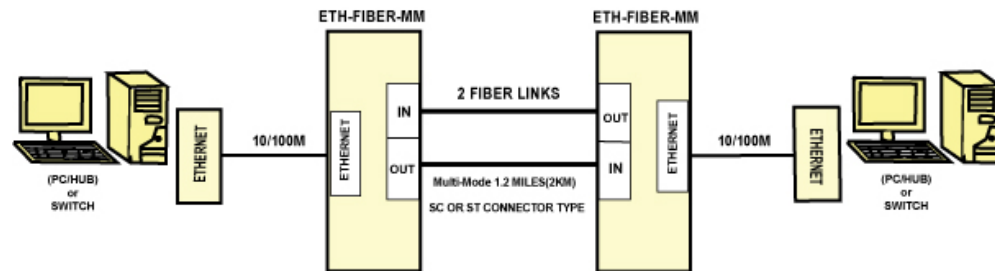 ETH-FIBER-MM
ETH-FIBER-MM
ETHERNET
10/100M
ETHERNET
IN
OUT
2 FIBER LINKS
Multi-Mode 1.2 MILES(2KM)
SC OR ST CONNECTOR TYPE
OUT
IN
ETHERNET
10/100M
ETHERNET
(PC/HUB)
or
SWITCH
(PC/HUB)
or
SWITCH